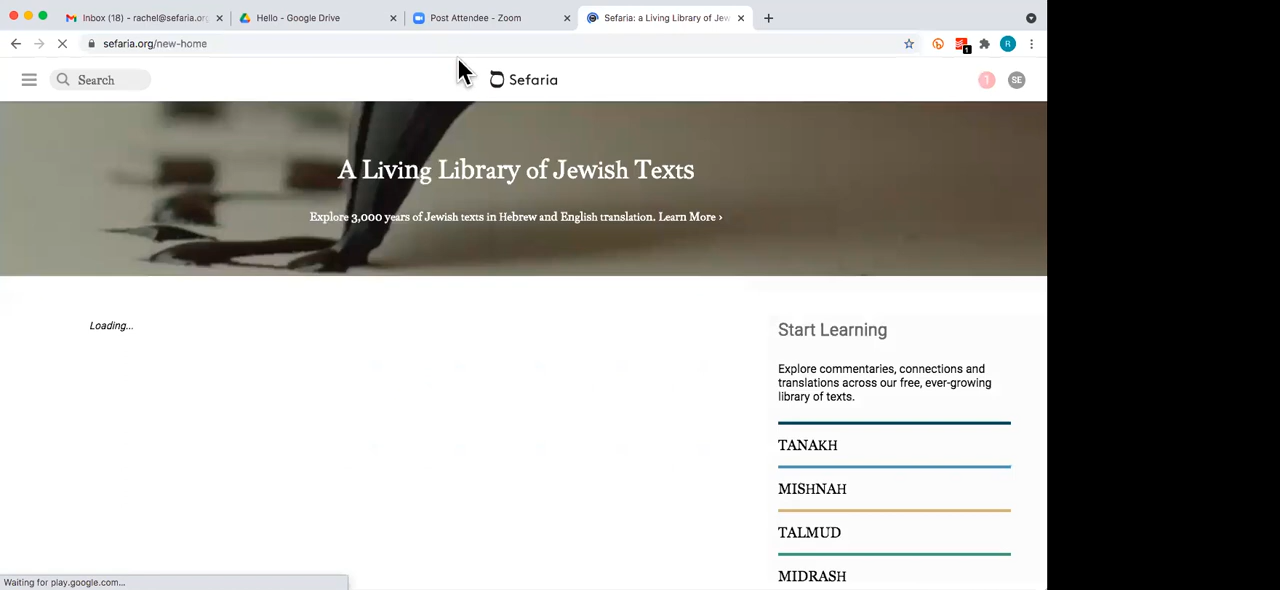 Inbox (18) - rachel@sefaria.org
Hello - Google Drive
Post Attendee - Zoom
Sefaria: a Living Library of Jew
sefaria.org/new-home
1
R
Search
Sefaria
1
SE
A Living Library of Jewish Texts
Explore 3,000 years of Jewish texts in Hebrew and English translation. Learn More ›
Loading...
Start Learning
Explore commentaries, connections and
translations across our free, ever-growing
library of texts.
TANAKH
MISHNAH
TALMUD
MIDRASH
Waiting for play.google.com...